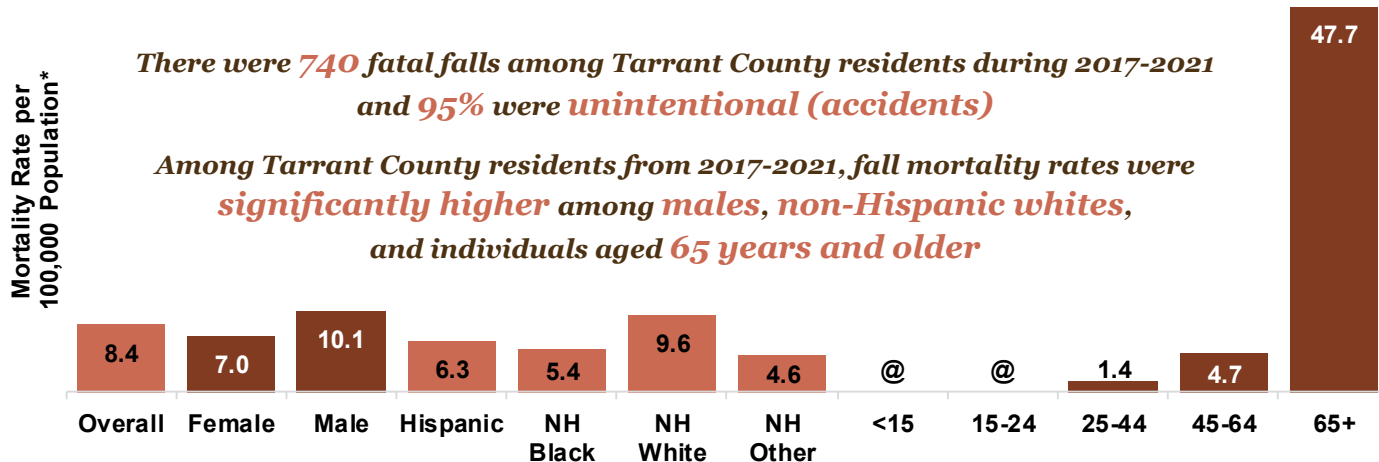 There were 740 fatal falls among Tarrant County residents during 2017-2021
and 95% were unintentional (accidents)
Among Tarrant County residents from 2017-2021, fall mortality rates were
significantly higher among males, non-Hispanic whites,
and individuals aged 65 years and older
Mortality Rate per
100,000 Population*
8.4
7.0
10.1
6.3
5.4
9.6
4.6
@
@
1.4
4.7
47.7
Overall
Female
Male
Hispanic
NH
Black
NH
White
NH
Other
<15
15-24
25-44
45-64
65+